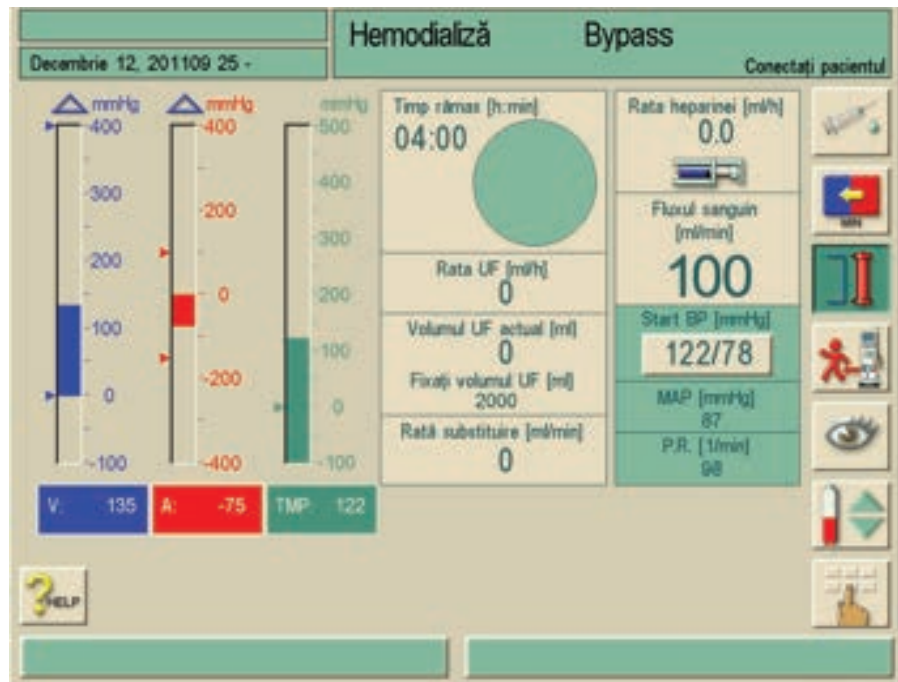 Hemodializă Bypass
Decembrie 12, 201109 25 -
Conectați pacientul
mmHg
mmHg
mmHg
400
300
200
100
0
-100
400
200
0
-200
-400
500
400
300
200
100
0
-100
V: 135
A: -75
TMP: 122
Timp rămas [h:min]
04:00
Rata UF [ml/h]
0
Volumul UF actual [ml]
0
Fixați volumul UF [ml]
2000
Rată substituire [ml/min]
0
Rata heparinei [ml/h]
0.0
Fluxul sanguin
[ml/min]
100
Start BP [mmHg]
122/78
MAP [mmHg]
87
P.R. [1/min]
98
MIN
HELP